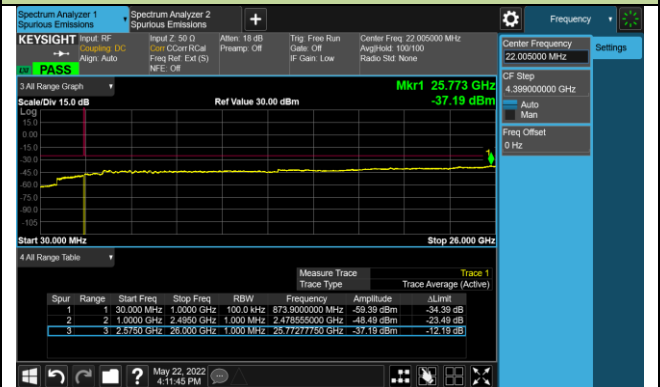 Spectrum Analyzer 1
Spurious Emissions
Spectrum Analyzer 2
Spurious Emissions
+
Frequency
KEYSIGHT
Input: RF
Coupling: DC
Align: Auto
Input Z: 50 Ω
Corr CCorr RCal
Freq Ref: Ext (S)
NFE: Off
Atten: 18 dB
Preamp: Off
Trig: Free Run
Gate: Off
IF Gain: Low
Center Freq: 22.005000 MHz
Avg|Hold: 100/100
Radio Std: None
PASS
Center Frequency
22.005000 MHz
Settings
CF Step
4.399000000 GHz
Auto
Man
Freq Offset
0 Hz
3 All Range Graph
Mkr1 25.773 GHz
Scale/Div 15.0 dB
Ref Value 30.00 dBm
-37.19 dBm
Log
15.0
0.00
-15.0
-30.0
-45.0
-60.0
-75.0
-90.0
-105
1
Start 30.000 MHz
Stop 26.000 GHz
4 All Range Table
Measure Trace Trace 1
Trace Type Trace Average (Active)
Spur Range Start Freq Stop Freq RBW Frequency Amplitude ΔLimit
1 1 30.000 MHz 1.0000 GHz 100.0 kHz 873.9000000 MHz -59.39 dBm -34.39 dB
2 2 1.0000 GHz 2.4950 GHz 1.000 MHz 2.478555000 GHz -48.49 dBm -23.49 dB
3 3 2.5750 GHz 26.000 GHz 1.000 MHz 25.77277750 GHz -37.19 dBm -12.19 dB
?
May 22, 2022
4:11:45 PM